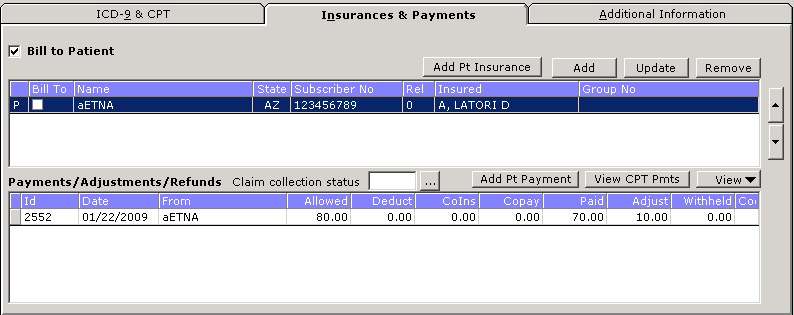 ICD-9 & CPT Insurances & Payments Additional Information
Bill to Patient
Add Pt Insurance Add Update Remove
Bill To Name State Subscriber No Rel Insured Group No
P aETNA AZ 123456789 0 A, LATORI D
Payments/Adjustments/Refunds Claim collection status ... Add Pt Payment View CPT Pmts View
Id Date From Allowed Deduct CoIns Copay Paid Adjust Withheld Coi
2552 01/22/2009 aETNA 80.00 0.00 0.00 0.00 70.00 10.00 0.00